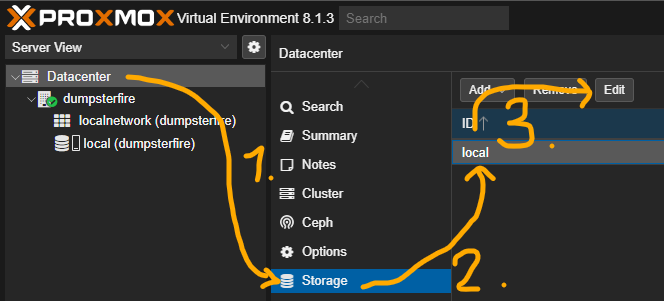 PROXMOX Virtual Environment 8.1.3 Search
Server View
Datacenter
dumpsterfire
localnetwork (dumpsterfire)
local (dumpsterfire)
Datacenter
Search
Summary
Notes
Cluster
Ceph
Options
Storage
Add Remove Edit
ID
local
1.
2.
3.